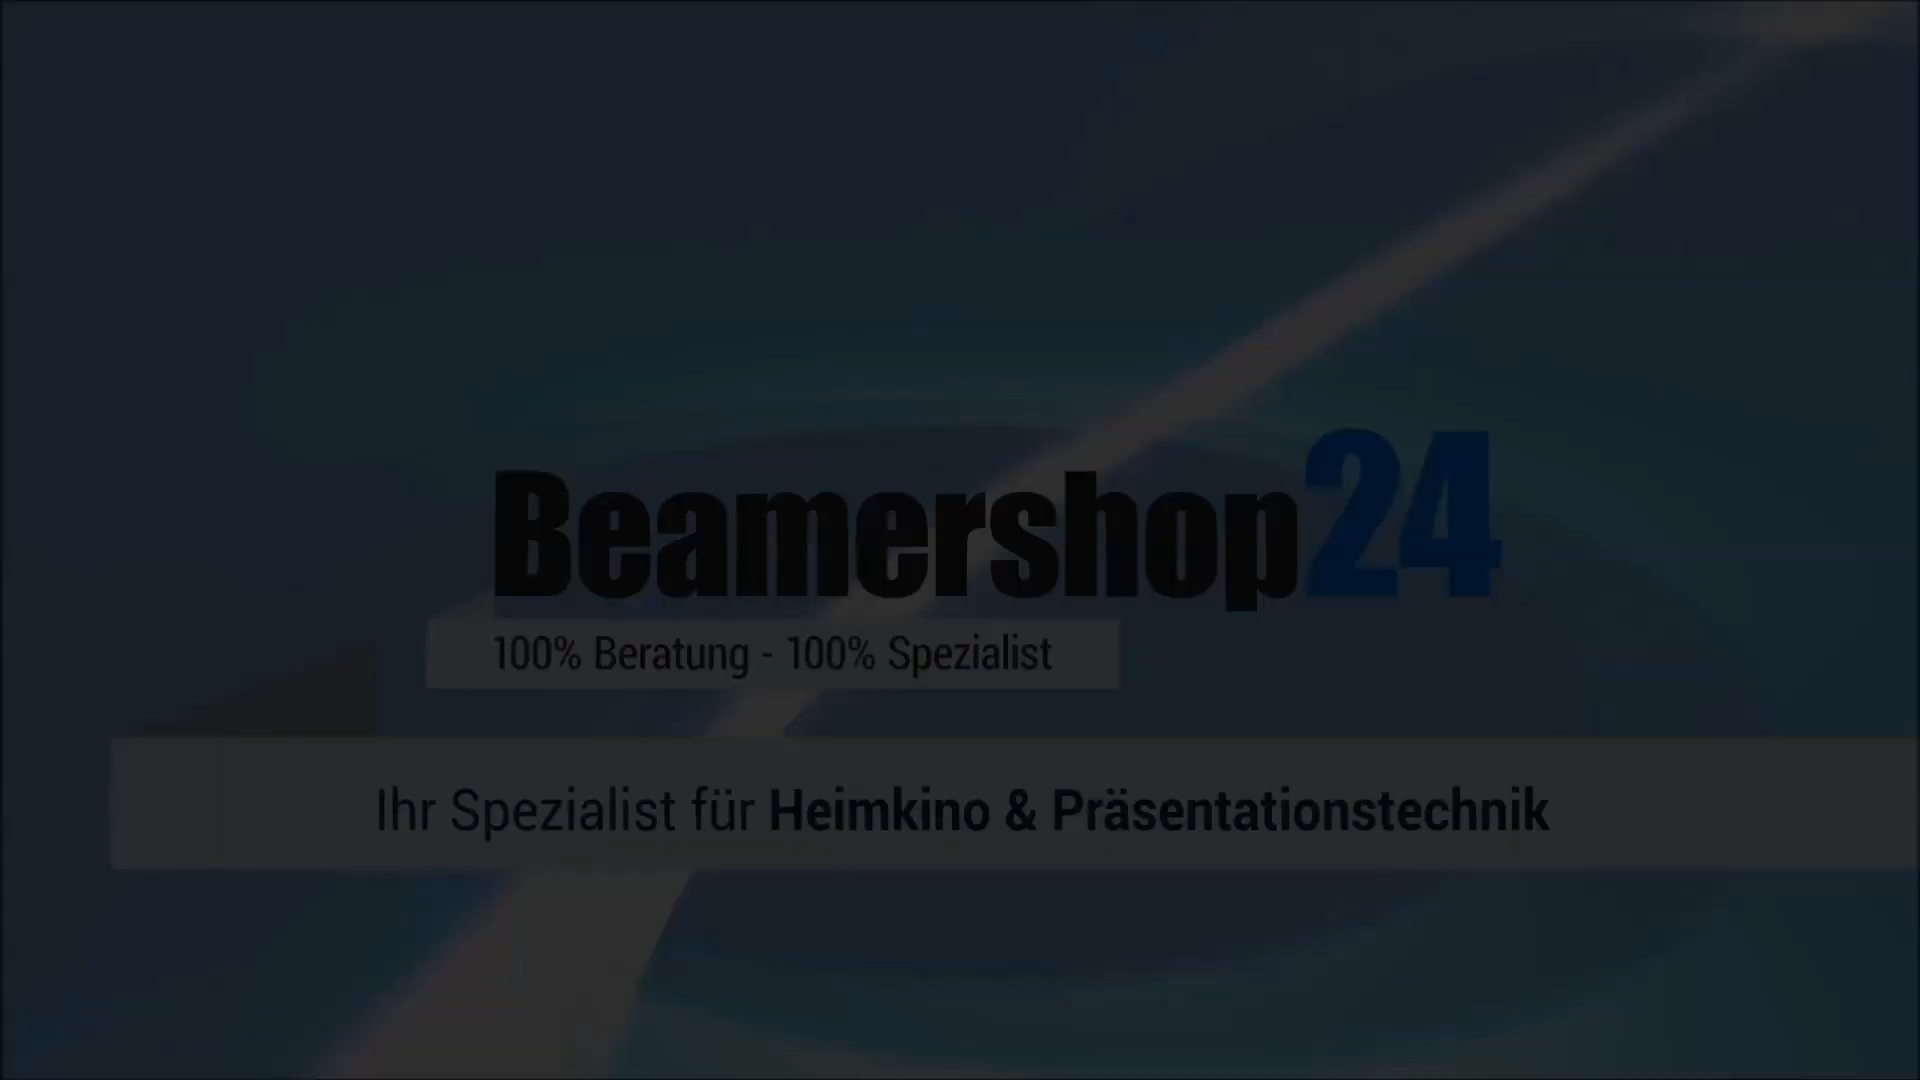 Beamershop24
100% Beratung - 100% Spezialist
Ihr Spezialist für Heimkino & Präsentationstechnik